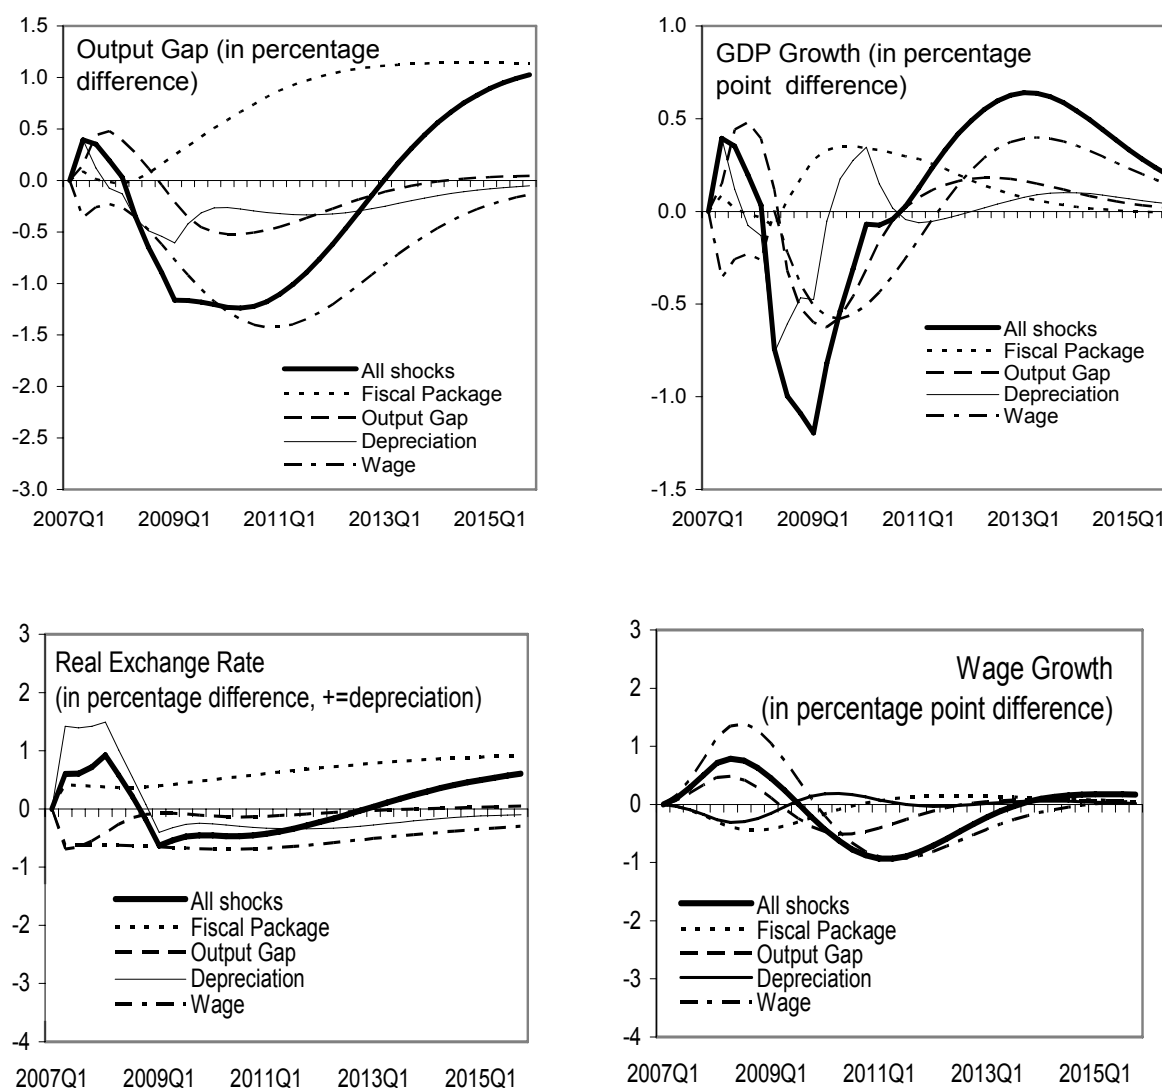 1.5
1.0
0.5
0.0
-0.5
-1.0
-1.5
-2.0
-2.5
-3.0
Output Gap (in percentage
difference)
All shocks
Fiscal Package
Output Gap
Depreciation
Wage
2007Q1 2009Q1 2011Q1 2013Q1 2015Q1
1.0
0.5
0.0
-0.5
-1.0
-1.5
GDP Growth (in percentage
point difference)
All shocks
Fiscal Package
Output Gap
Depreciation
Wage
2007Q1 2009Q1 2011Q1 2013Q1 2015Q1
3
2
1
0
-1
-2
-3
-4
Real Exchange Rate
(in percentage difference, +=depreciation)
All shocks
Fiscal Package
Output Gap
Depreciation
Wage
2007Q1 2009Q1 2011Q1 2013Q1 2015Q1
3
2
1
0
-1
-2
-3
-4
Wage Growth
(in percentage point difference)
All shocks
Fiscal Package
Output Gap
Depreciation
Wage
2007Q1 2009Q1 2011Q1 2013Q1 2015Q1